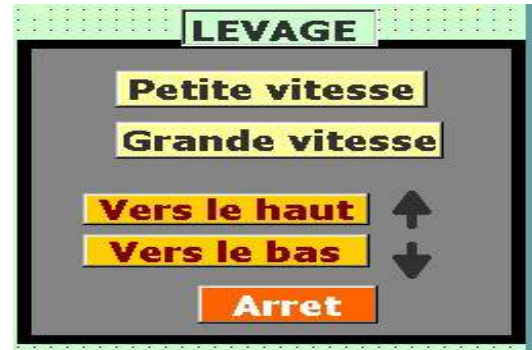 LEVAGE
Petite vitesse
Grande vitesse
Vers le haut
Vers le bas
Arret